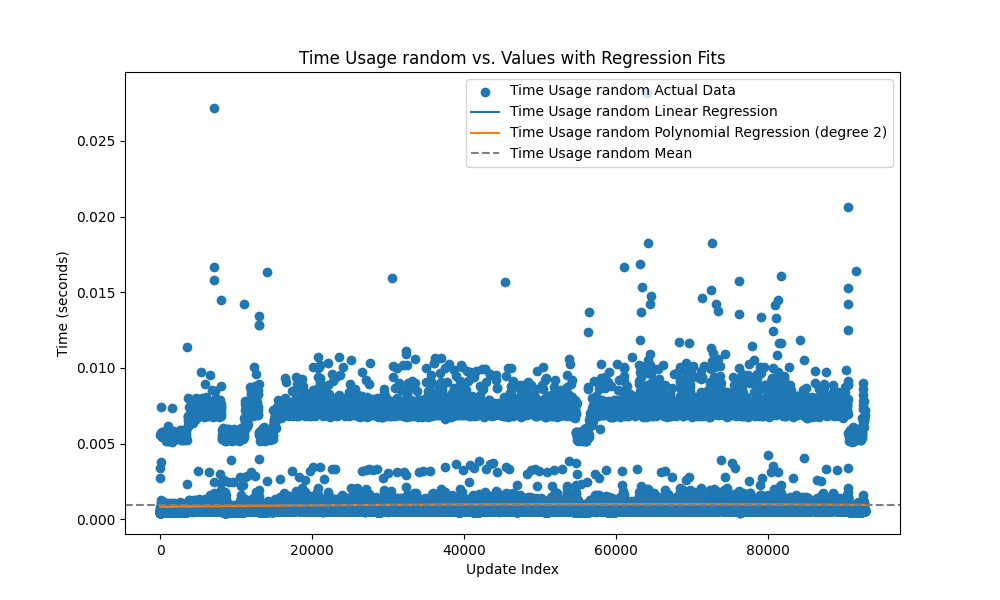 Time Usage random vs. Values with Regression Fits
Time Usage random Actual Data
Time Usage random Linear Regression
Time Usage random Polynomial Regression (degree 2)
Time Usage random Mean
Time (seconds)
0.025
0.020
0.015
0.010
0.005
0.000
0
20000
40000
60000
80000
Update Index